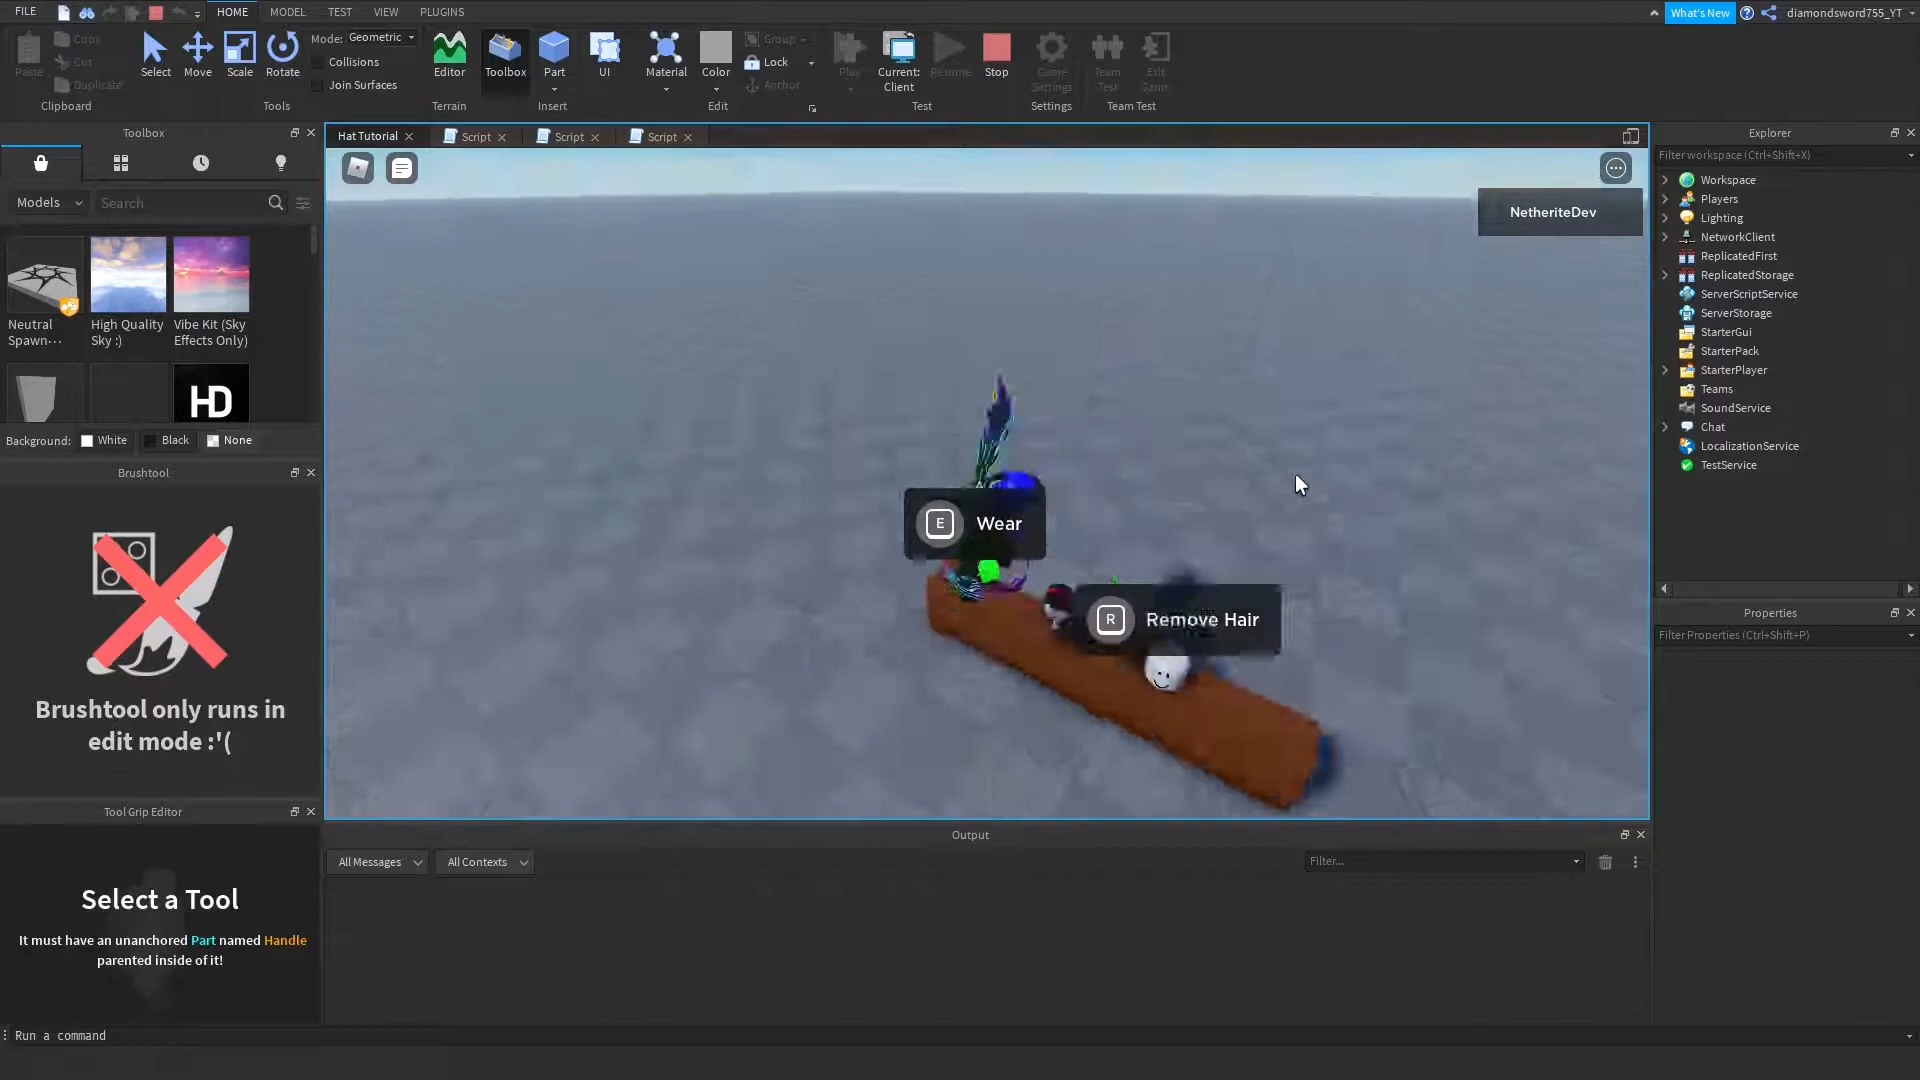 FILE
HOME
MODEL
TEST
VIEW
PLUGINS
What's New
diamondsword755_YT
Paste
Copy
Cut
Duplicate
Clipboard
Select
Move
Scale
Rotate
Tools
Mode: Geometric
Collisions
Join Surfaces
Editor
Terrain
Toolbox
Part
UI
Insert
Material
Color
Group
Lock
Anchor
Edit
Play
Current:
Client
Resume
Stop
Test
Game
Settings
Settings
Team
Test
Exit
Game
Team Test
Toolbox
Models
Search
Neutral
Spawn···
High Quality
Sky :)
Vibe Kit (Sky
Effects Only)
HD
Background: White Black None
Brushtool
Brushtool only runs in
edit mode :'(
Tool Grip Editor
Select a Tool
It must have an unanchored Part named Handle
parented inside of it!
Hat Tutorial
Script
Script
Script
NetheriteDev
E Wear
R Remove Hair
Output
All Messages
All Contexts
Filter...
Explorer
Filter workspace (Ctrl+Shift+X)
Workspace
Players
Lighting
NetworkClient
ReplicatedFirst
ReplicatedStorage
ServerScriptService
ServerStorage
StarterGui
StarterPack
StarterPlayer
Teams
SoundService
Chat
LocalizationService
TestService
Properties
Filter Properties (Ctrl+Shift+P)
Run a command